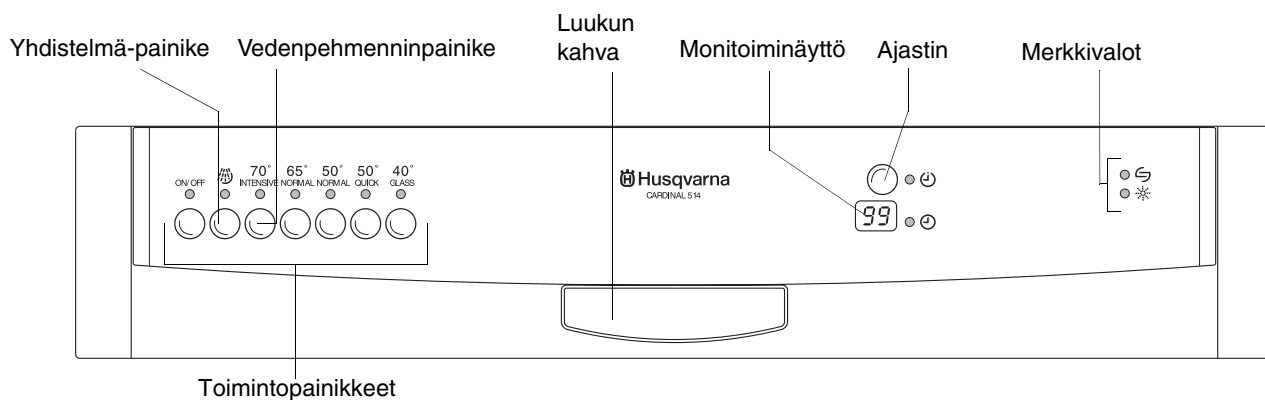 Yhdistelmä-painike
Vedenpehmenninpainike
Luukun
kahva
Monitoiminäyttö
Ajastin
Merkkivalot
70° 65° 50° 50° 40°
ON/OFF INTENSIVE NORMAL NORMAL QUICK GLASS
Husqvarna
CARDINAL 514
99
Toimintopainikkeet